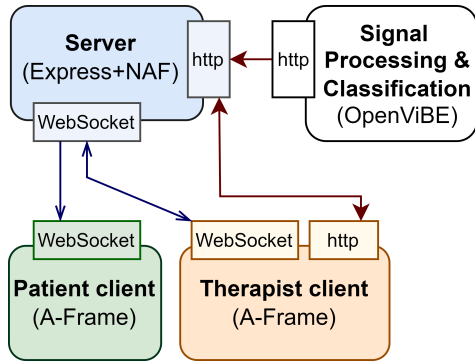 Server
(Express+NAF)
http
http
Signal
Processing &
Classification
(OpenViBE)
WebSocket
WebSocket
WebSocket
http
Patient client
(A-Frame)
Therapist client
(A-Frame)